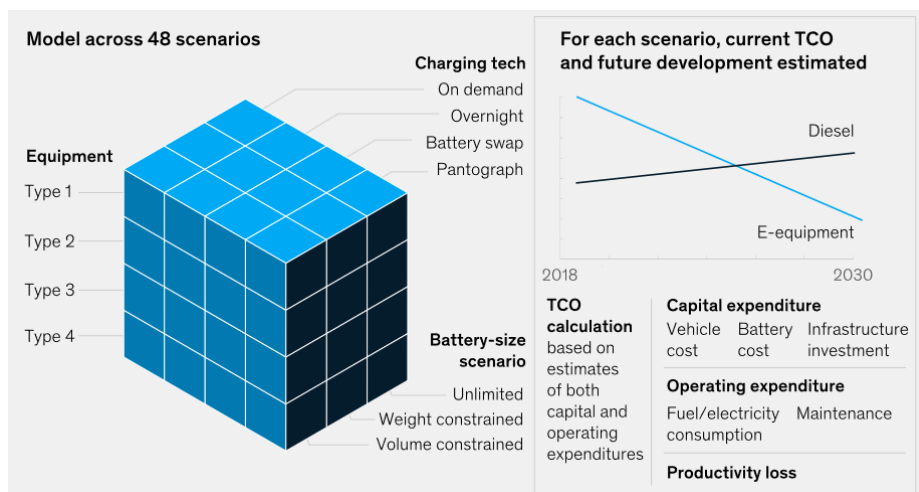 Model across 48 scenarios
Charging tech
On demand
Overnight
Battery swap
Pantograph
Equipment
Type 1
Type 2
Type 3
Type 4
Battery-size
scenario
Unlimited
Weight constrained
Volume constrained
For each scenario, current TCO
and future development estimated
Diesel
E-equipment
2018
2030
TCO
calculation
based on
estimates
of both
capital and
operating
expenditures
Capital expenditure
Vehicle
cost
Battery
cost
Infrastructure
investment
Operating expenditure
Fuel/electricity
consumption
Maintenance
Productivity loss